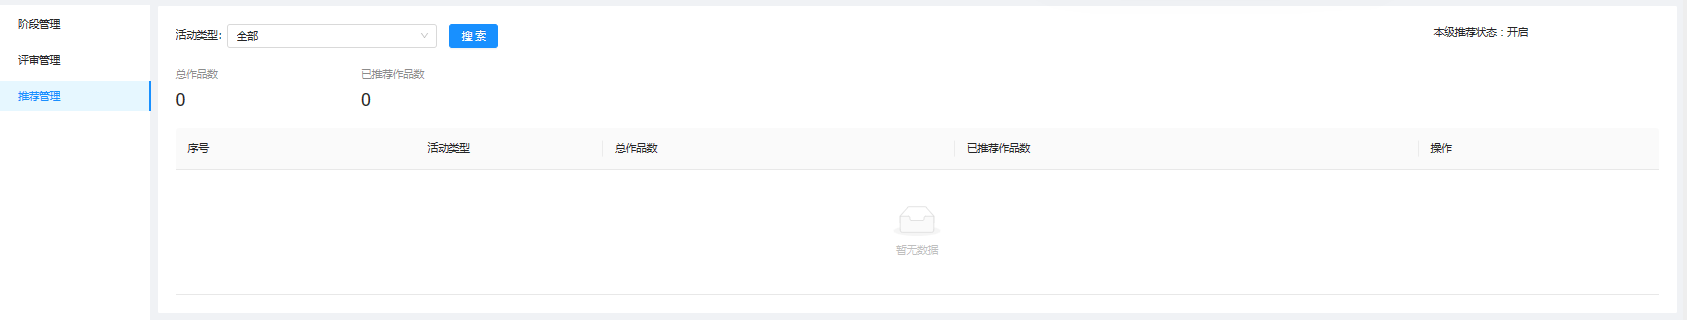 阶段管理
评审管理
推荐管理
活动类型: 全部 搜索
本级推荐状态：开启
总作品数 已推荐作品数
0 0
序号 活动类型 总作品数 已推荐作品数 操作
暂无数据